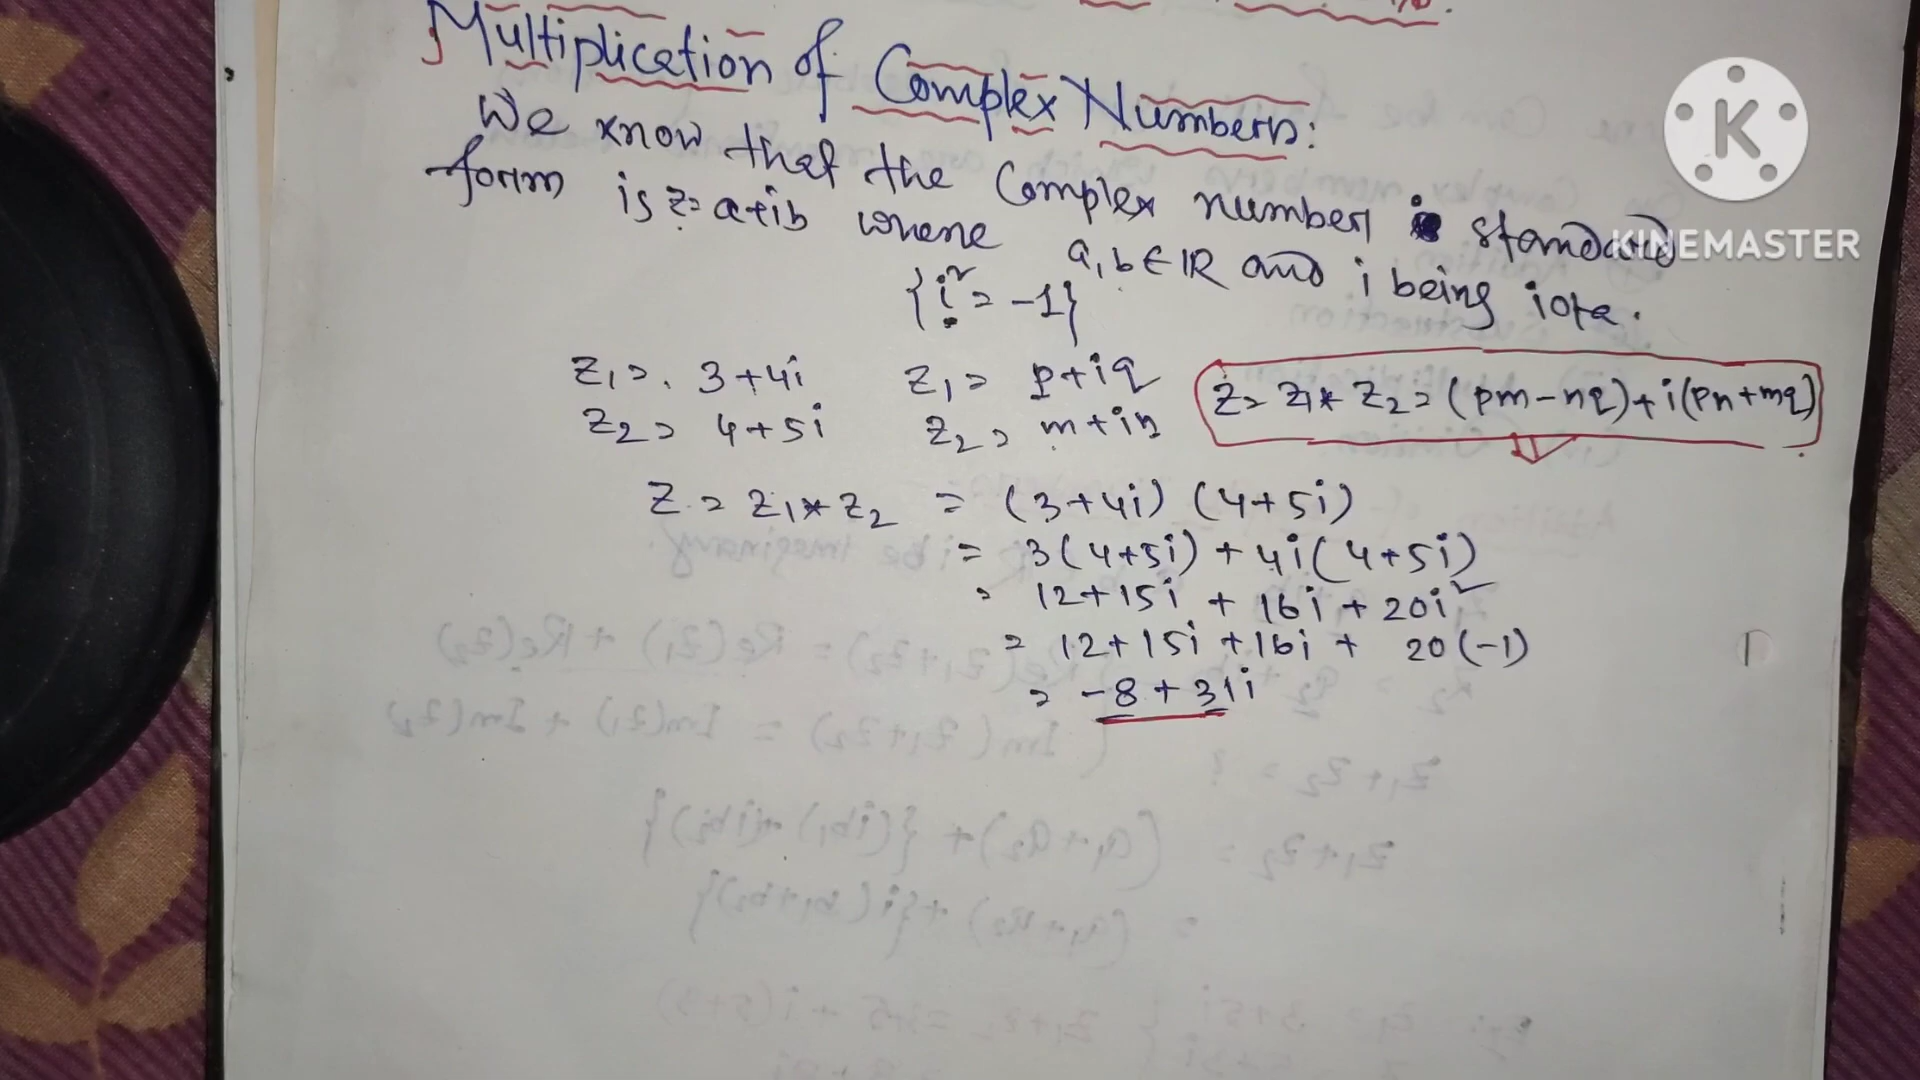 Multiplication of Complex Numbers:
We know that the Complex number is standard
form is z = a+ib where a,b ∈ IR and i being iota.
{i² = -1}
Z₁ = 3+4i Z₁ = p+iq Z = Z₁* Z₂ = (pm-nq)+i(pn+mq)
Z₂ = 4+5i Z₂ = m+in
Z = Z₁*Z₂ = (3+4i) (4+5i)
= 3(4+5i) + 4i(4+5i)
= 12+15i + 16i + 20i²
= 12+15i +16i + 20(-1)
= -8 + 31i
K
KINEMASTER